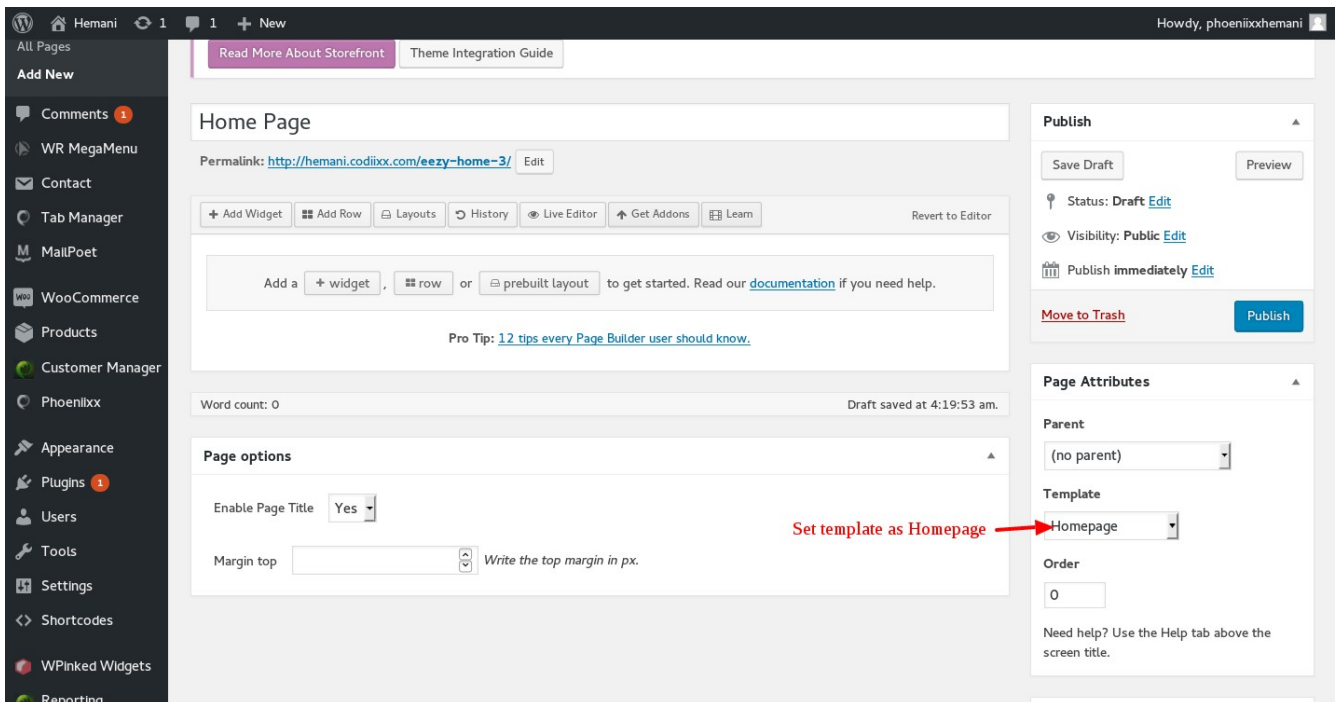 Hemani 1 1 + New Howdy, phoeniixxhemani
All Pages
Add New
Comments 1
WR MegaMenu
Contact
Tab Manager
MailPoet
WooCommerce
Products
Customer Manager
Phoeniixx
Appearance
Plugins 1
Users
Tools
Settings
Shortcodes
WPinked Widgets
Reporting
Read More About Storefront Theme Integration Guide
Home Page
Permalink: http://hemani.codiixx.com/eezy-home-3/ Edit
+ Add Widget Add Row Layouts History Live Editor Get Addons Learn Revert to Editor
Add a + widget , row or prebuilt layout to get started. Read our documentation if you need help.
Pro Tip: 12 tips every Page Builder user should know.
Word count: 0 Draft saved at 4:19:53 am.
Page options
Enable Page Title Yes
Margin top Write the top margin in px.
Set template as Homepage
Publish
Save Draft Preview
Status: Draft Edit
Visibility: Public Edit
Publish immediately Edit
Move to Trash Publish
Page Attributes
Parent
(no parent)
Template
Homepage
Order
0
Need help? Use the Help tab above the
screen title.